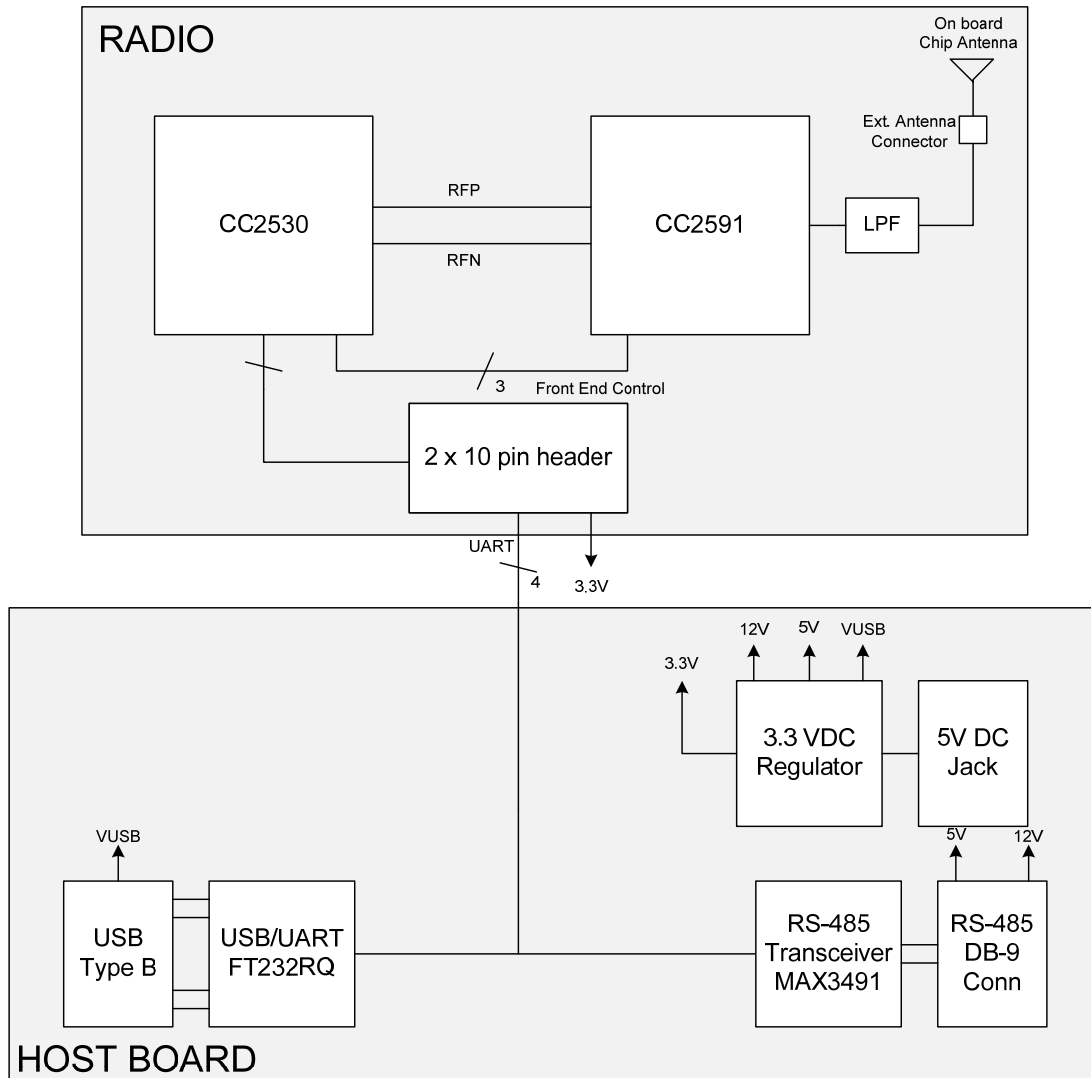 RADIO
On board
Chip Antenna
Ext. Antenna
Connector
CC2530
RFP
RFN
CC2591
LPF
3
Front End Control
2 x 10 pin header
UART
4
3.3V
12V
5V
VUSB
3.3V
3.3 VDC
Regulator
5V DC
Jack
VUSB
5V
12V
USB
Type B
USB/UART
FT232RQ
RS-485
Transceiver
MAX3491
RS-485
DB-9
Conn
HOST BOARD